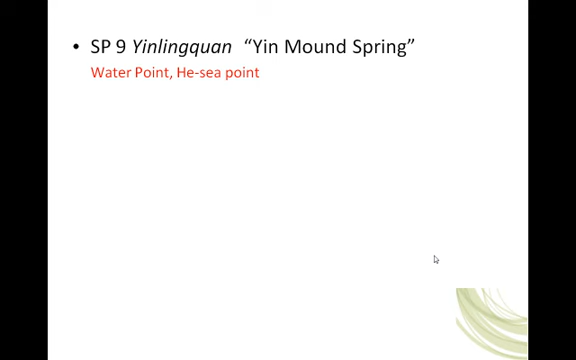 • SP 9 Yinlingquan “Yin Mound Spring”
Water Point, He-sea point